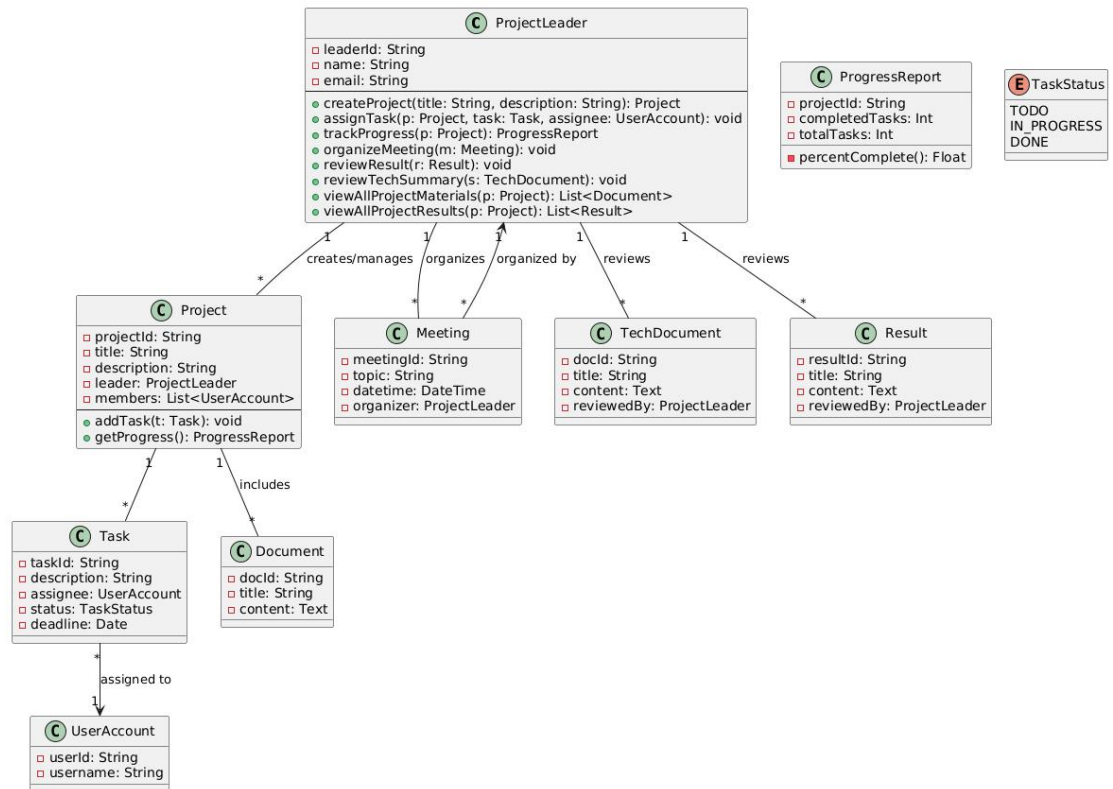 C ProjectLeader
leaderId: String
name: String
email: String
createProject(title: String, description: String): Project
assignTask(p: Project, task: Task, assignee: UserAccount): void
trackProgress(p: Project): ProgressReport
organizeMeeting(m: Meeting): void
reviewResult(r: Result): void
reviewTechSummary(s: TechDocument): void
viewAllProjectMaterials(p: Project): List<Document>
viewAllProjectResults(p: Project): List<Result>
C ProgressReport
projectId: String
completedTasks: Int
totalTasks: Int
percentComplete(): Float
E TaskStatus
TODO
IN_PROGRESS
DONE
1 1 1 1 1
creates/manages organizes organized by reviews reviews
* * * * *
C Project
projectId: String
title: String
description: String
leader: ProjectLeader
members: List<UserAccount>
addTask(t: Task): void
getProgress(): ProgressReport
C Meeting
meetingId: String
topic: String
datetime: DateTime
organizer: ProjectLeader
C TechDocument
docId: String
title: String
content: Text
reviewedBy: ProjectLeader
C Result
resultId: String
title: String
content: Text
reviewedBy: ProjectLeader
1 1
includes
* *
C Task
taskId: String
description: String
assignee: UserAccount
status: TaskStatus
deadline: Date
C Document
docId: String
title: String
content: Text
*
assigned to
1
C UserAccount
userId: String
username: String